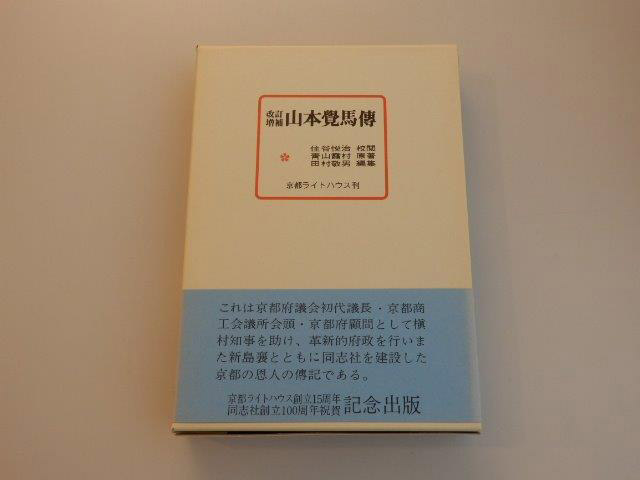 改訂増補 山本覺馬傳
住谷悦治 校閲
青山霞村 原著
田村敬男 編集
京都ライトハウス刊
これは京都府議会初代議長・京都商
工会議所会頭・京都府顧問として槇
村知事を助け、革新的府政を行いま
た新島襄とともに同志社を建設した
京都の恩人の傳記である。
京都ライトハウス創立15周年
同志社創立100周年祝賀 記念出版